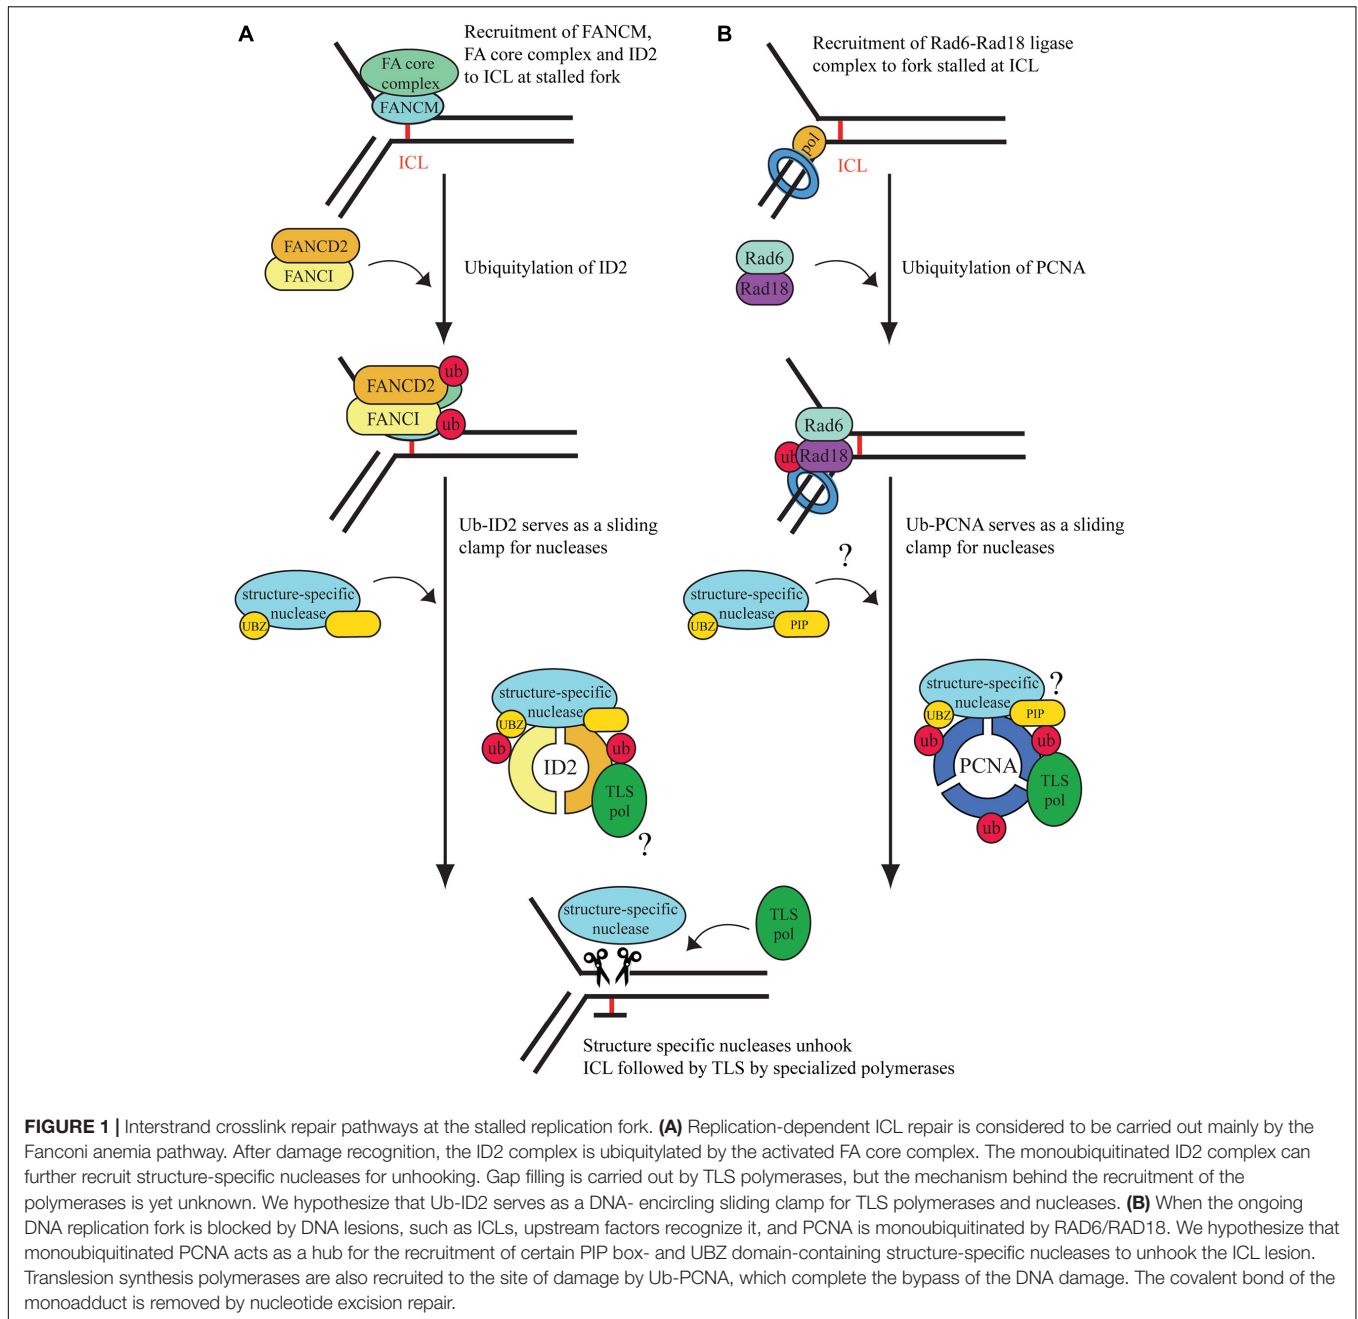 A
Recruitment of FANCM,
FA core complex and ID2
to ICL at stalled fork
FA core
complex
FANCM
ICL
FANCD2
FANCI
Ubiquitylation of ID2
FANCD2
ub
FANCI
ub
Ub-ID2 serves as a sliding
clamp for nucleases
structure-specific
nuclease
UBZ
structure-specific
nuclease
UBZ
ub
ub
ID2
TLS
pol
?
B
Recruitment of Rad6-Rad18 ligase
complex to fork stalled at ICL
pol
ICL
Rad6
Rad18
Ubiquitylation of PCNA
Rad6
ub
Rad18
Ub-PCNA serves as a sliding
clamp for nucleases
?
structure-specific
nuclease
UBZ
PIP
structure-specific
nuclease
?
UBZ
PIP
ub
ub
PCNA
TLS
pol
ub
structure-specific
nuclease
TLS
pol
Structure specific nucleases unhook
ICL followed by TLS by specialized polymerases
FIGURE 1 | Interstrand crosslink repair pathways at the stalled replication fork. (A) Replication-dependent ICL repair is considered to be carried out mainly by the
Fanconi anemia pathway. After damage recognition, the ID2 complex is ubiquitylated by the activated FA core complex. The monoubiquitinated ID2 complex can
further recruit structure-specific nucleases for unhooking. Gap filling is carried out by TLS polymerases, but the mechanism behind the recruitment of the
polymerases is yet unknown. We hypothesize that Ub-ID2 serves as a DNA- encircling sliding clamp for TLS polymerases and nucleases. (B) When the ongoing
DNA replication fork is blocked by DNA lesions, such as ICLs, upstream factors recognize it, and PCNA is monoubiquitinated by RAD6/RAD18. We hypothesize that
monoubiquitinated PCNA acts as a hub for the recruitment of certain PIP box- and UBZ domain-containing structure-specific nucleases to unhook the ICL lesion.
Translesion synthesis polymerases are also recruited to the site of damage by Ub-PCNA, which complete the bypass of the DNA damage. The covalent bond of the
monoadduct is removed by nucleotide excision repair.